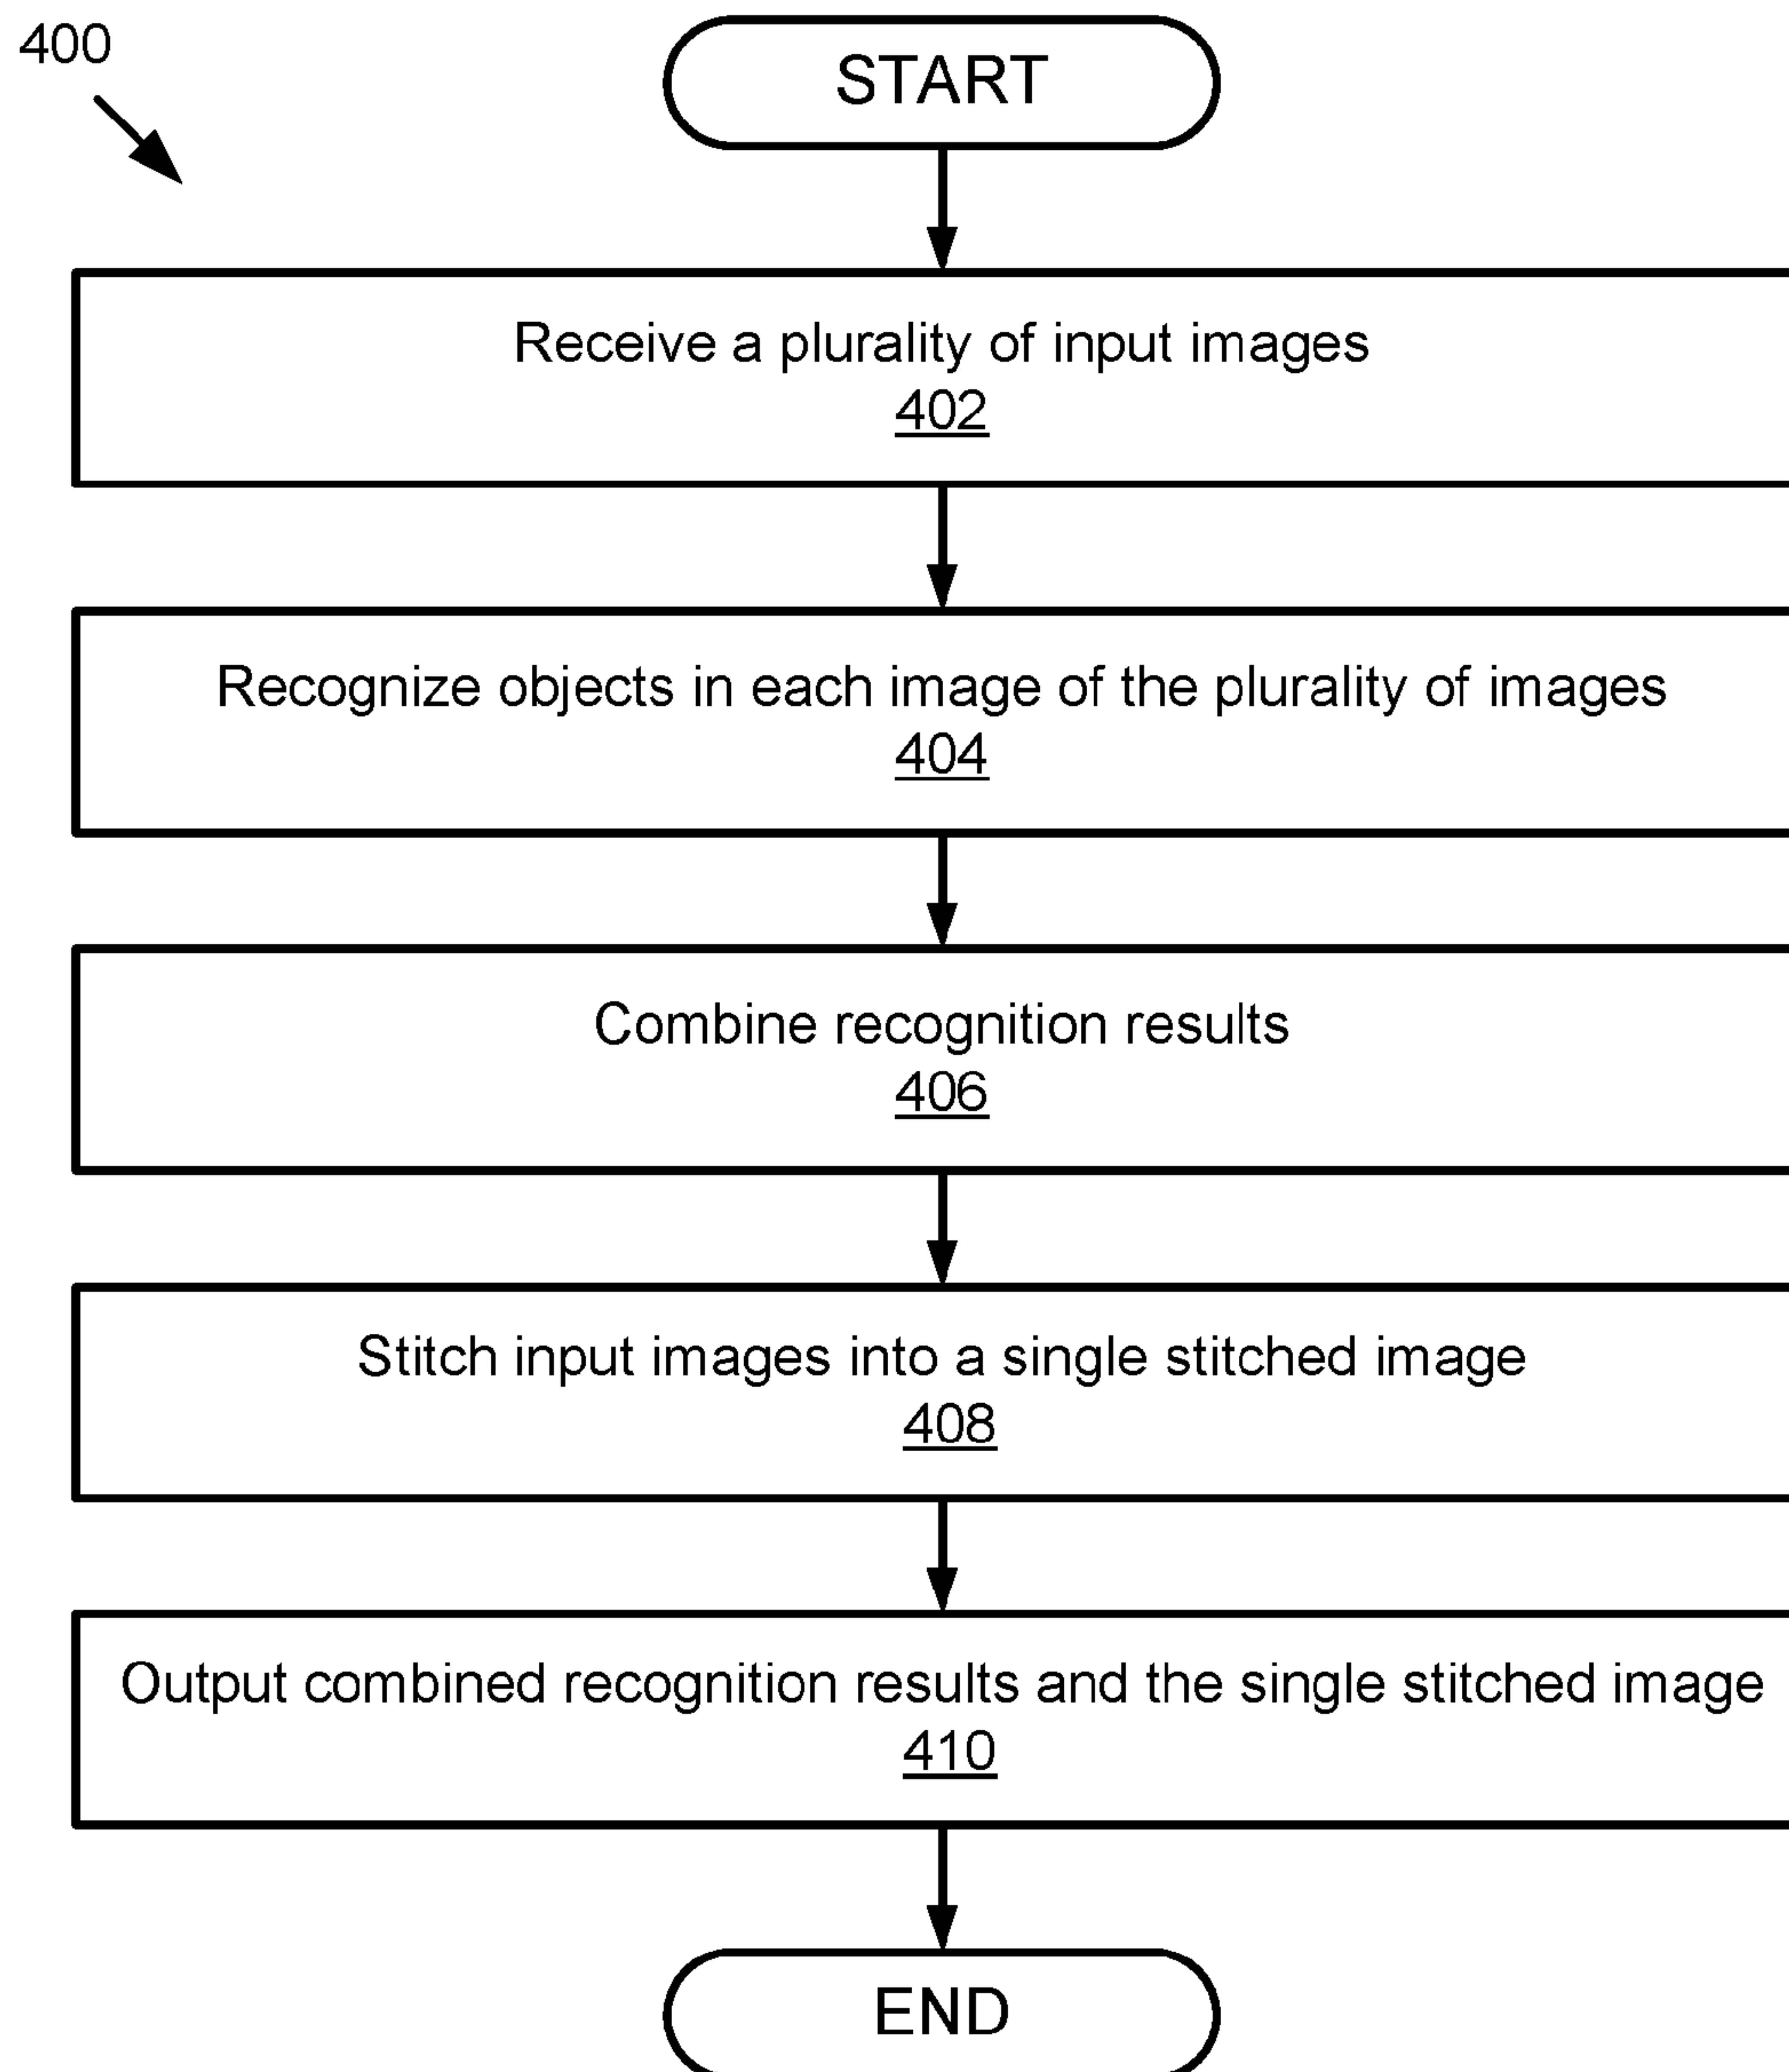 400
START
Receive a plurality of input images
402
Recognize objects in each image of the plurality of images
404
Combine recognition results
406
Stitch input images into a single stitched image
408
Output combined recognition results and the single stitched image
410
END